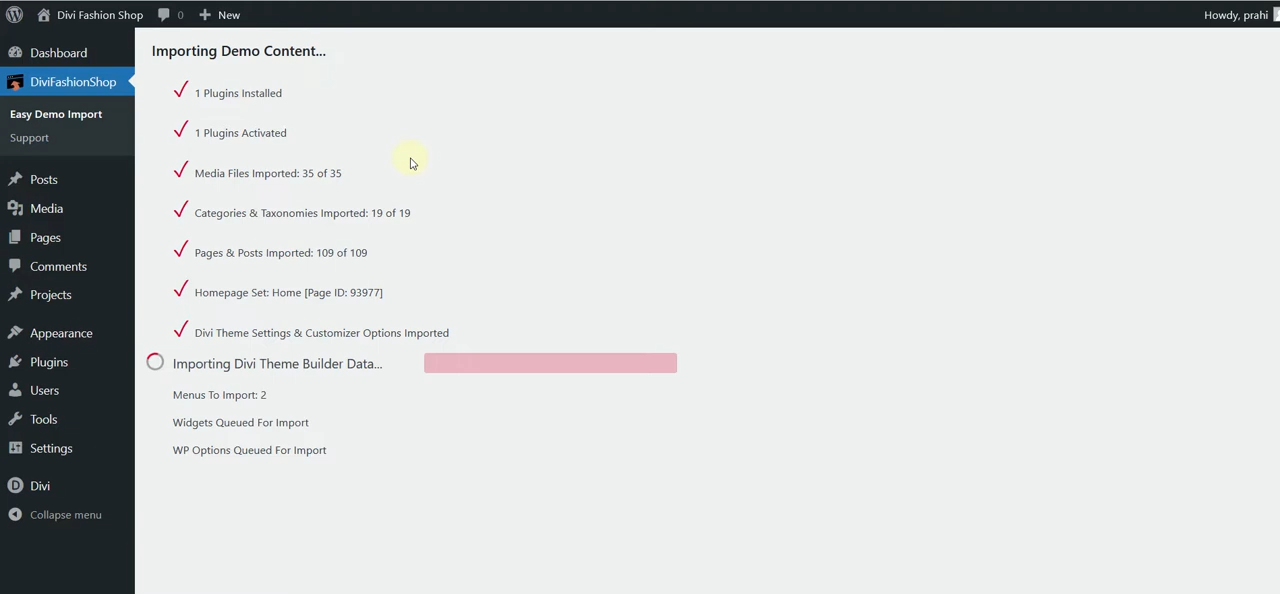 Divi Fashion Shop 0 New Howdy, prahi
Dashboard
DiviFashionShop
Easy Demo Import
Support
Posts
Media
Pages
Comments
Projects
Appearance
Plugins
Users
Tools
Settings
Divi
Collapse menu
Importing Demo Content...
1 Plugins Installed
1 Plugins Activated
Media Files Imported: 35 of 35
Categories & Taxonomies Imported: 19 of 19
Pages & Posts Imported: 109 of 109
Homepage Set: Home [Page ID: 93977]
Divi Theme Settings & Customizer Options Imported
Importing Divi Theme Builder Data...
Menus To Import: 2
Widgets Queued For Import
WP Options Queued For Import